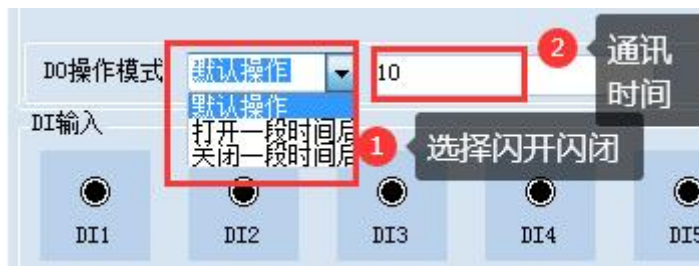 DO操作模式 默认操作 10
2 通讯时间
默认操作
打开一段时间后
关闭一段时间后
1 选择闪开闪闭
DI输入
DI1 DI2 DI3 DI4 DI5